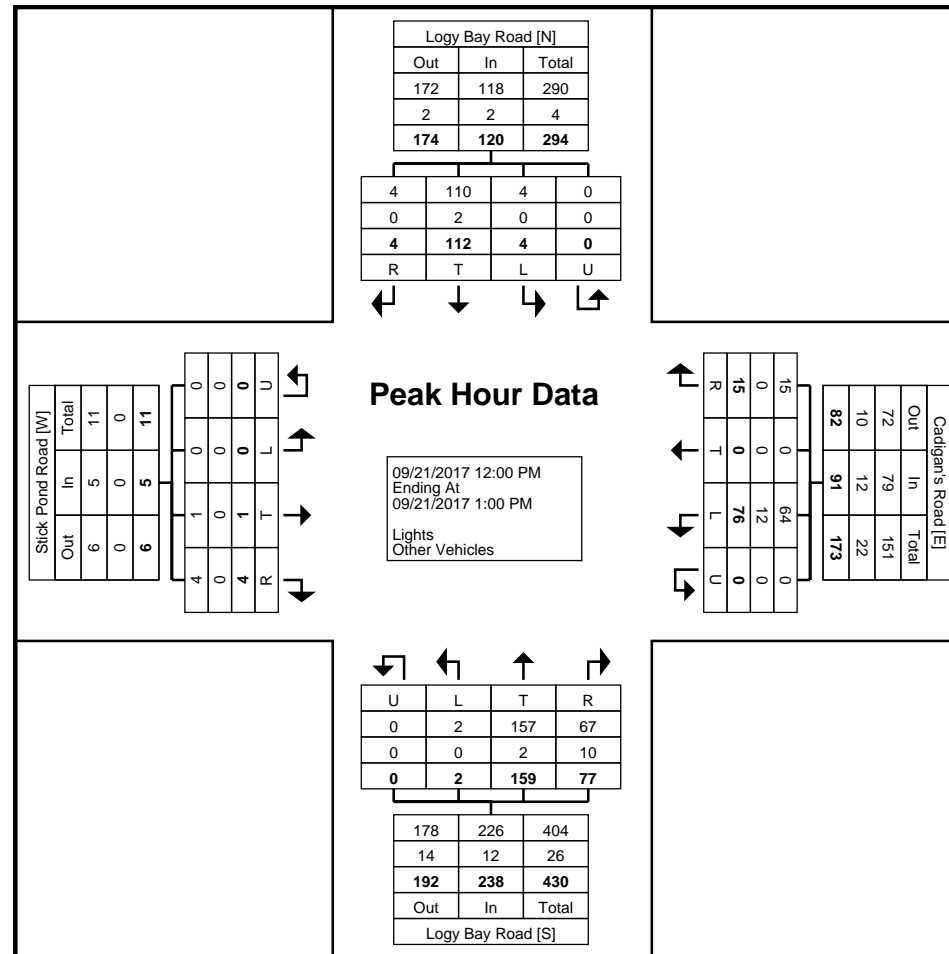 Logy Bay Road [N]
Out In Total
172 118 290
2 2 4
174 120 294
4 110 4 0
0 2 0 0
4 112 4 0
R T L U
Peak Hour Data
09/21/2017 12:00 PM
Ending At
09/21/2017 1:00 PM
Lights
Other Vehicles
Stick Pond Road [W]
Out In Total
6 5 11
0 0 0
6 5 11
4 1 0 0
0 0 0 0
4 1 0 0
R T L U
Cadigan's Road [E]
Out In Total
72 79 151
10 12 22
82 91 173
15 0 64 0
0 0 12 0
15 0 76 0
R T L U
U L T R
0 2 157 67
0 0 2 10
0 2 159 77
178 226 404
14 12 26
192 238 430
Out In Total
Logy Bay Road [S]